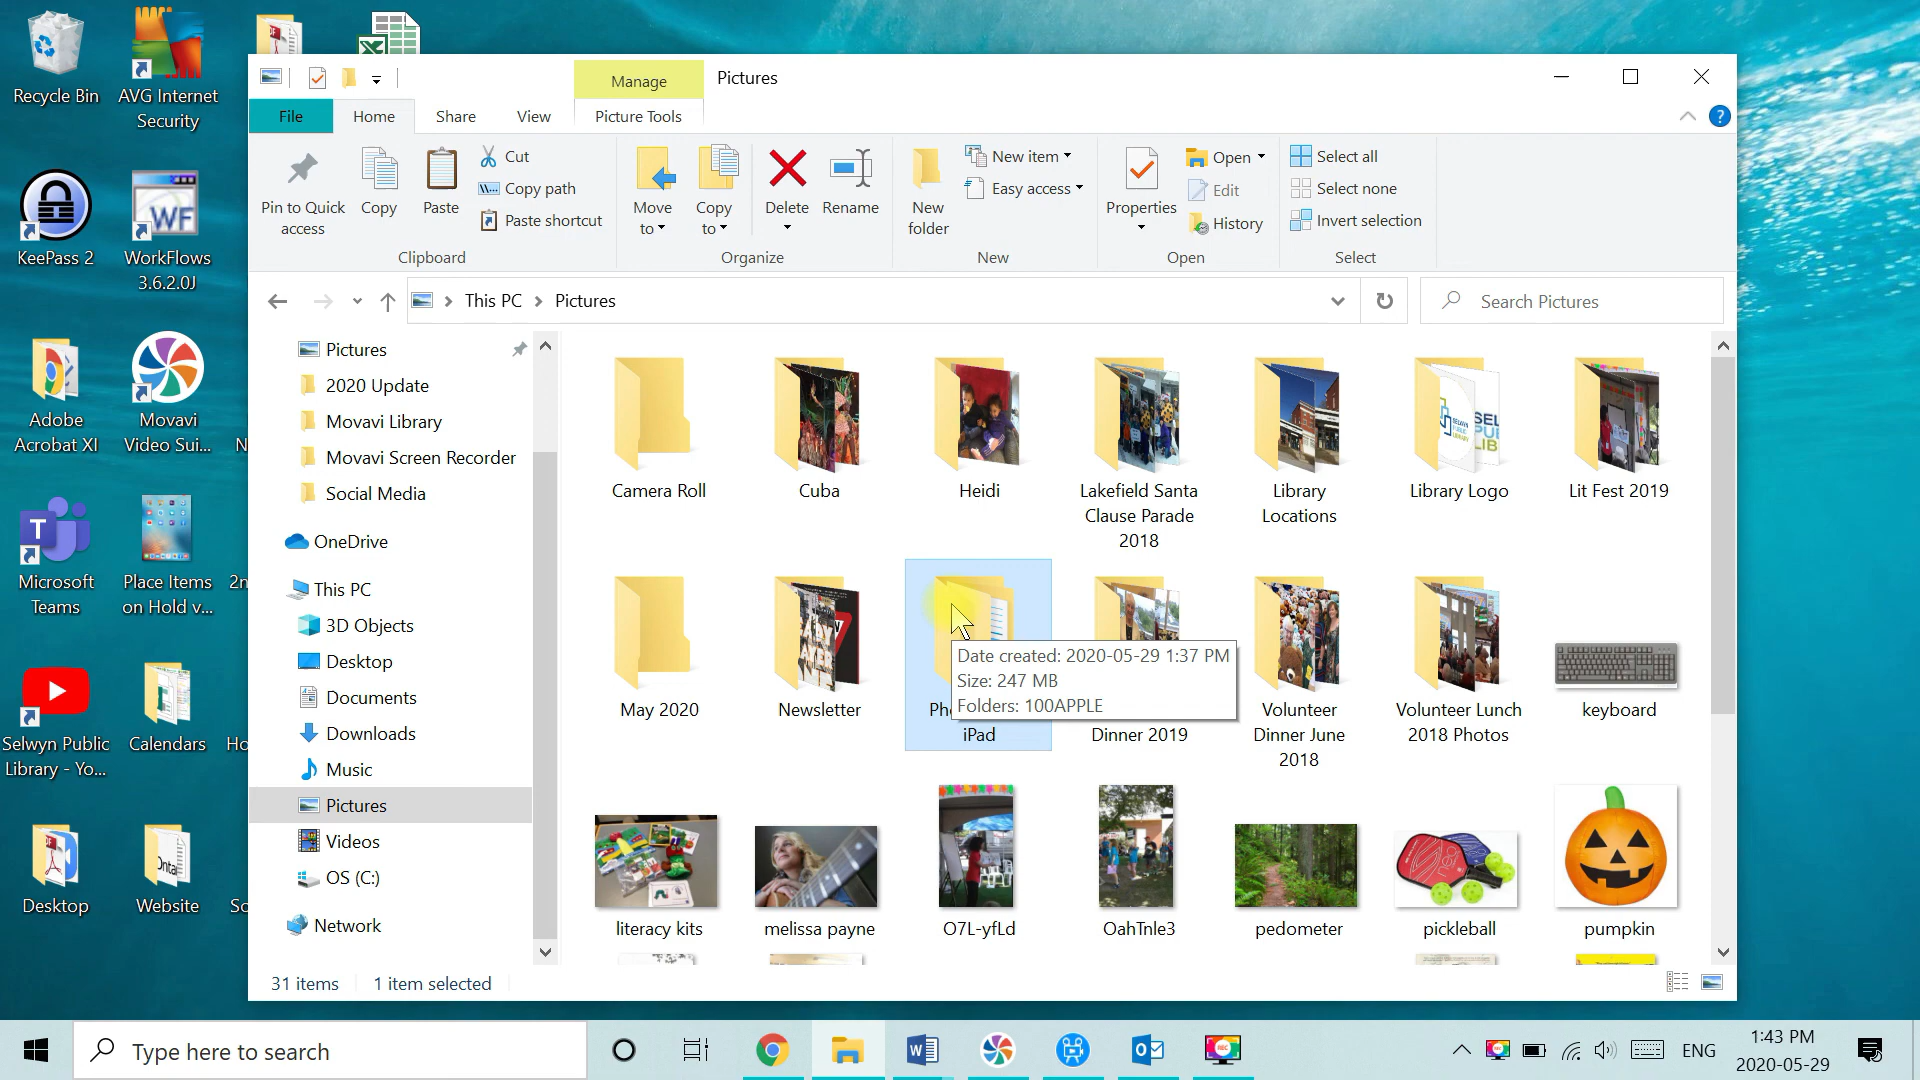 Recycle Bin
AVG Internet
Security
KeePass 2
WorkFlows
3.6.2.0J
Adobe
Acrobat XI
Movavi
Video Sui...
N
Microsoft
Teams
Place Items
on Hold v...
2n
Selwyn Public
Library - Yo...
Calendars
Ho
Desktop
Website
Sc
Manage
Pictures
File
Home
Share
View
Picture Tools
Pin to Quick
access
Copy
Paste
Cut
Copy path
Paste shortcut
Clipboard
Move
to
Copy
to
Delete
Rename
Organize
New
folder
New item
Easy access
New
Properties
Open
Edit
History
Open
Select all
Select none
Invert selection
Select
This PC
Pictures
Search Pictures
Pictures
2020 Update
Movavi Library
Movavi Screen Recorder
Social Media
OneDrive
This PC
3D Objects
Desktop
Documents
Downloads
Music
Pictures
Videos
OS (C:)
Network
Camera Roll
Cuba
Heidi
Lakefield Santa
Clause Parade
2018
Library
Locations
Library Logo
Lit Fest 2019
May 2020
Newsletter
iPad
Date created: 2020-05-29 1:37 PM
Size: 247 MB
Folders: 100APPLE
Dinner 2019
Volunteer
Dinner June
2018
Volunteer Lunch
2018 Photos
keyboard
literacy kits
melissa payne
O7L-yfLd
OahTnle3
pedometer
pickleball
pumpkin
31 items
1 item selected
Type here to search
ENG
1:43 PM
2020-05-29